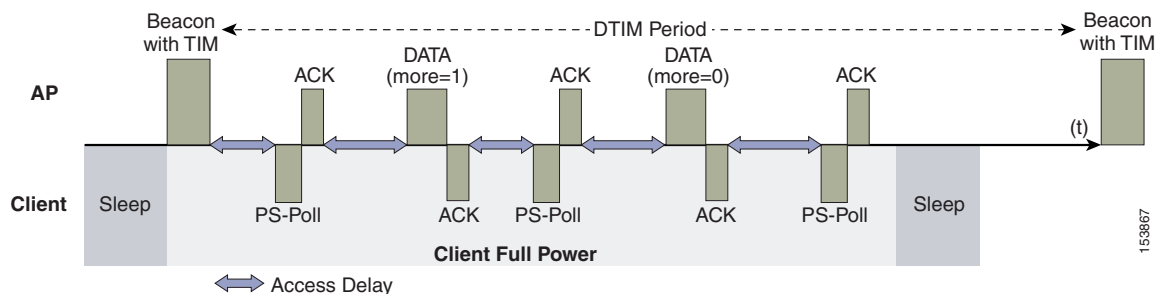 Beacon
with TIM
DTIM Period
Beacon
with TIM
ACK
DATA
(more=1)
ACK
DATA
(more=0)
ACK
AP
(t)
Client
Sleep
PS-Poll
ACK
PS-Poll
ACK
PS-Poll
Sleep
Client Full Power
Access Delay
153867